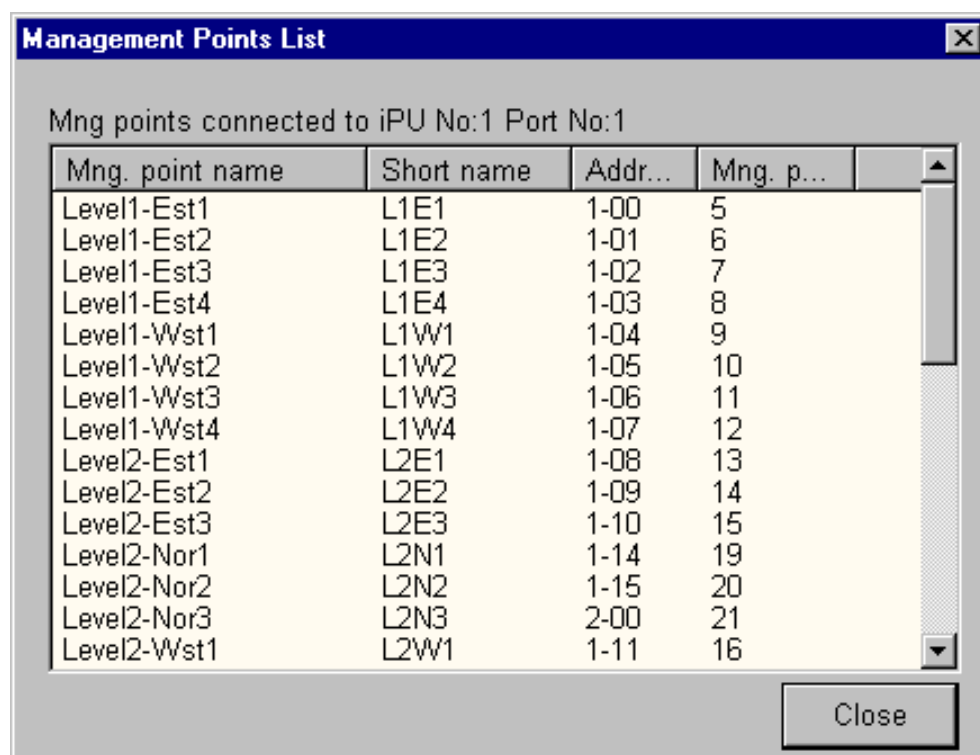 Management Points List
Mng points connected to iPU No:1 Port No:1
Mng. point name Short name Addr... Mng. p...
Level1-Est1 L1E1 1-00 5
Level1-Est2 L1E2 1-01 6
Level1-Est3 L1E3 1-02 7
Level1-Est4 L1E4 1-03 8
Level1-Wst1 L1W1 1-04 9
Level1-Wst2 L1W2 1-05 10
Level1-Wst3 L1W3 1-06 11
Level1-Wst4 L1W4 1-07 12
Level2-Est1 L2E1 1-08 13
Level2-Est2 L2E2 1-09 14
Level2-Est3 L2E3 1-10 15
Level2-Nor1 L2N1 1-14 19
Level2-Nor2 L2N2 1-15 20
Level2-Nor3 L2N3 2-00 21
Level2-Wst1 L2W1 1-11 16
Close